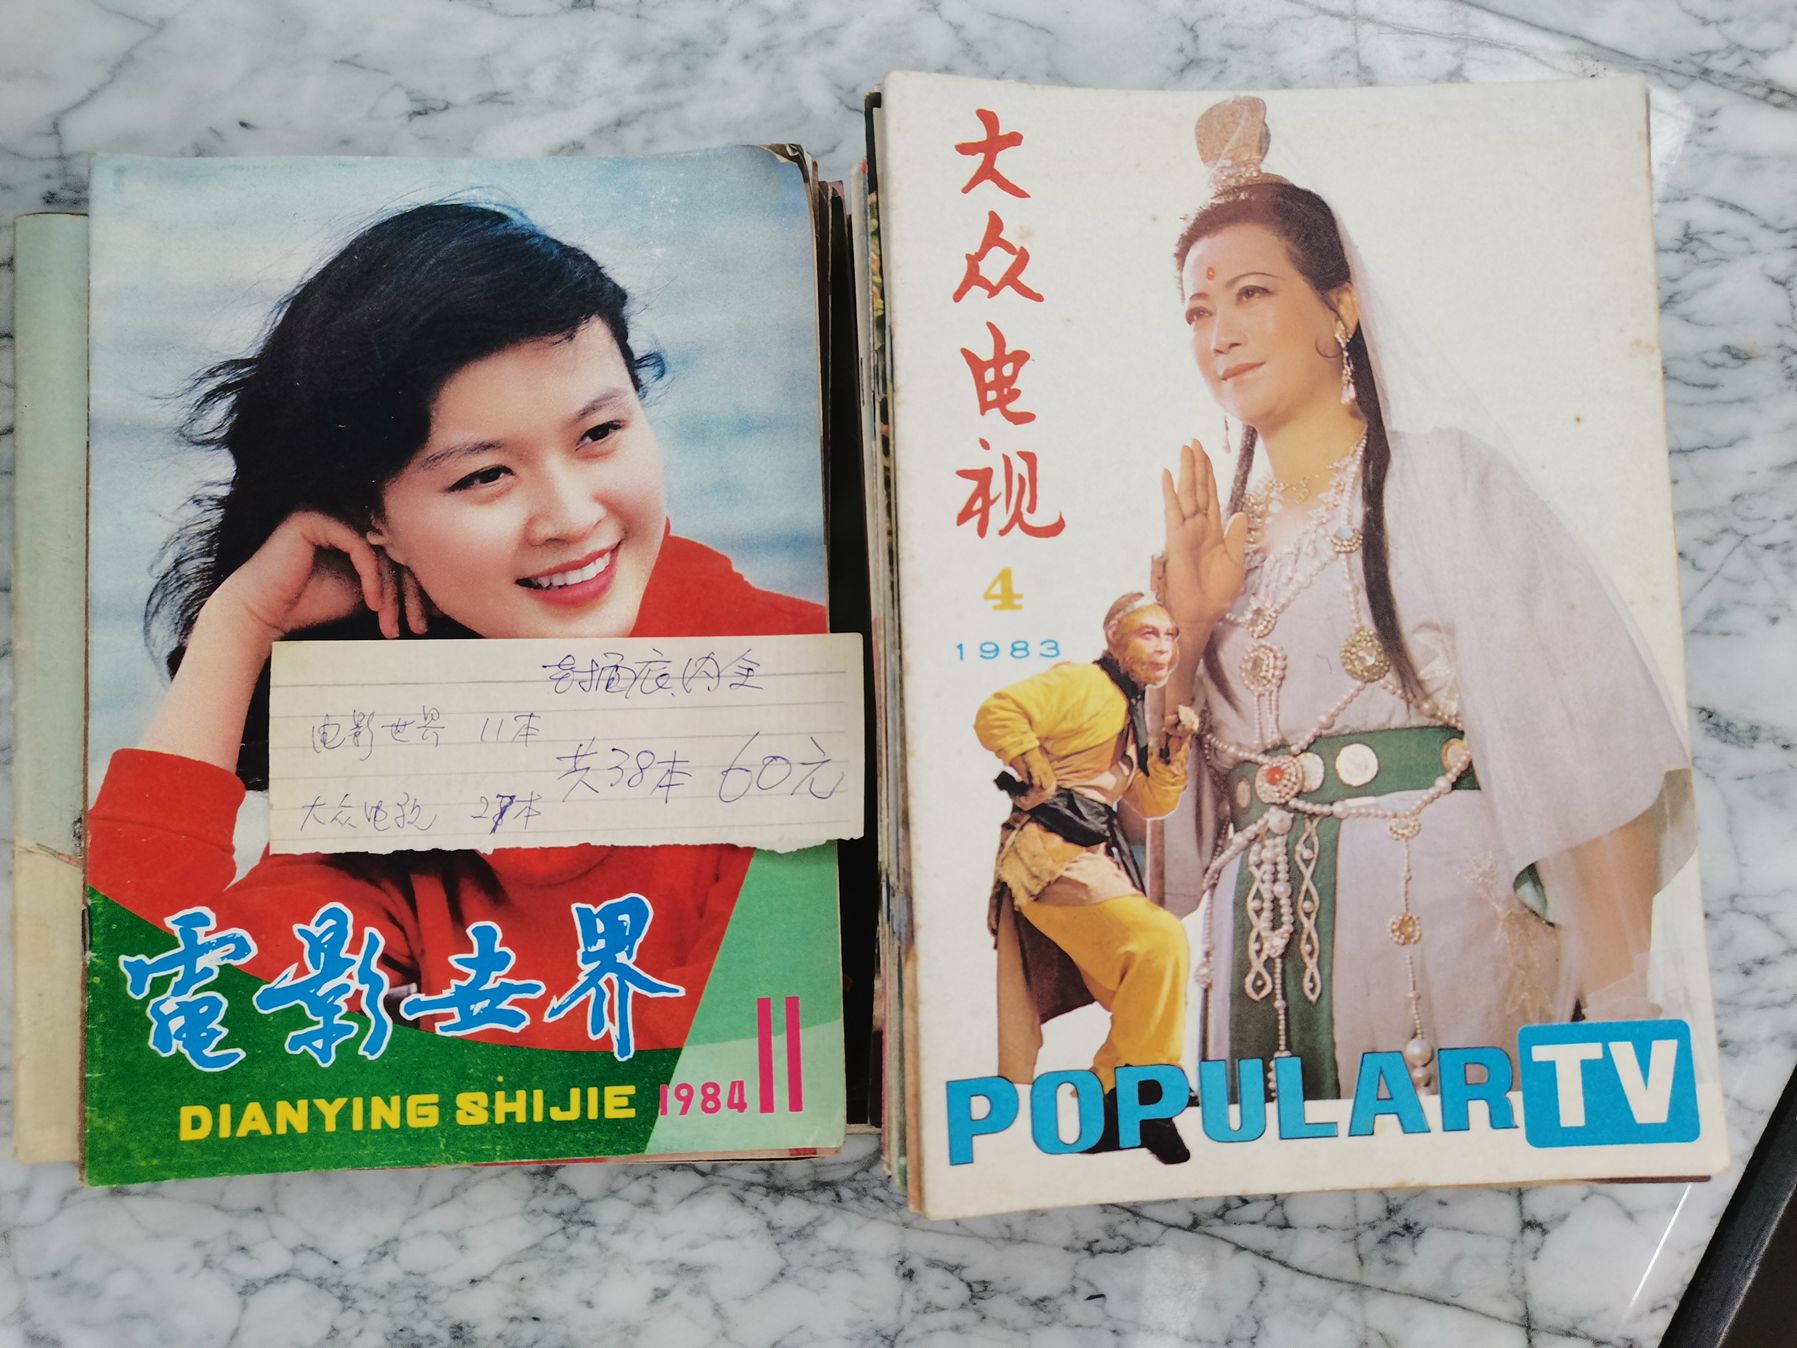 封面底内全
电影世界 11本
共38本 60元
大众电视 27本
電影世界
DIANYING SHIJIE
1984 11
大众电视
4
1983
POPULAR TV